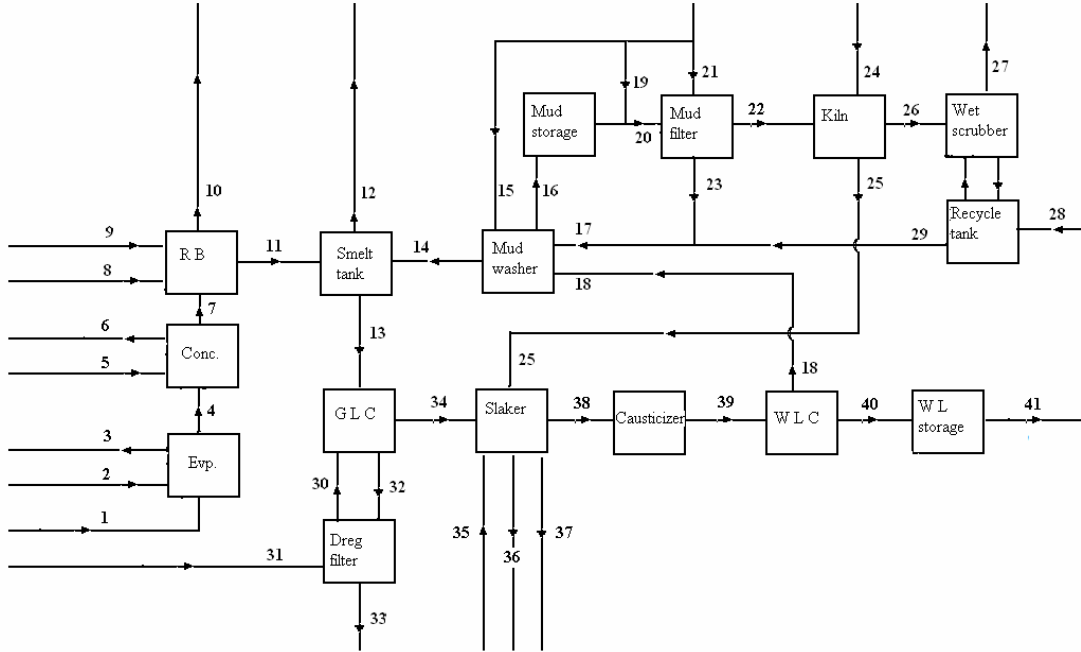 21
24
27
19
Mud
storage
20
Mud
filter
22
Kiln
26
Wet
scrubber
10
12
15
16
23
25
9
11
14
17
29
Recycle
tank
28
R B
Smelt
tank
Mud
washer
8
18
7
6
13
Conc.
5
25
18
4
G L C
34
Slaker
38
Causticizer
39
W L C
40
W L
storage
41
3
Evp.
2
30
32
1
35
36
37
31
Dreg
filter
33